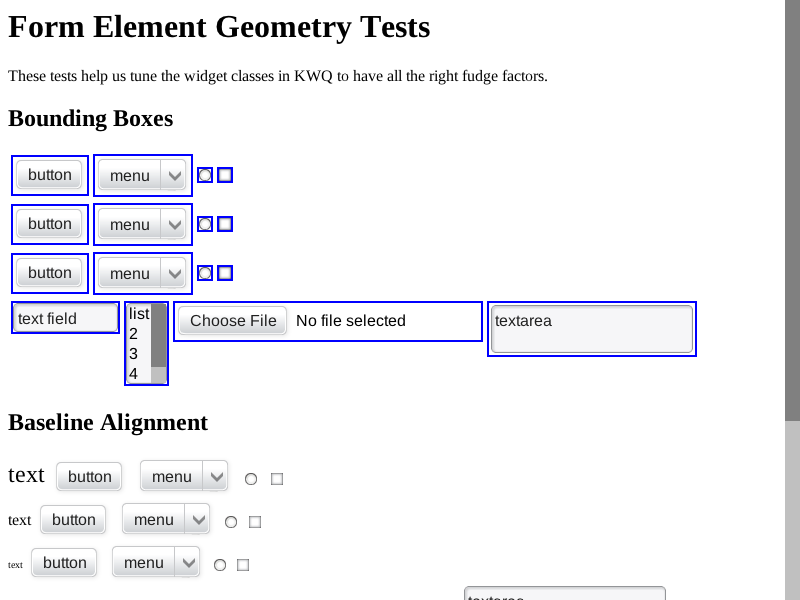 Form Element Geometry Tests
These tests help us tune the widget classes in KWQ to have all the right fudge factors.
Bounding Boxes
button menu
button menu
button menu
text field list Choose File No file selected textarea
2
3
4
Baseline Alignment
text button menu
text button menu
text button menu
textarea